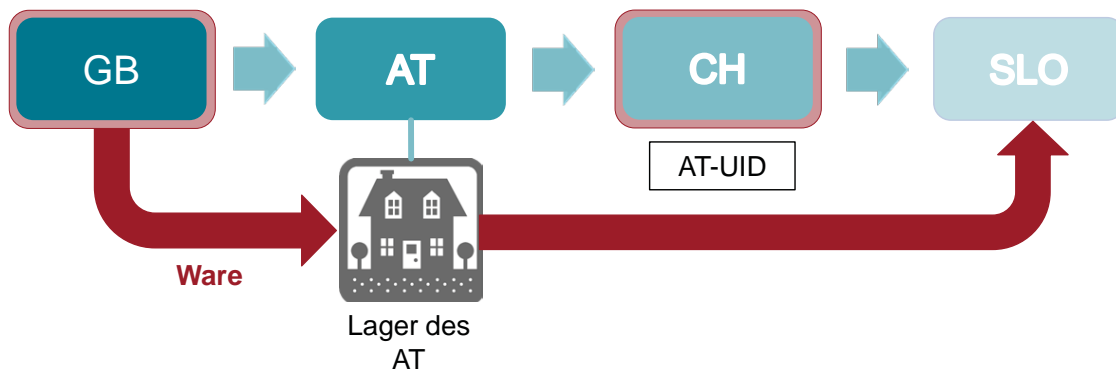 GB
AT
CH
SLO
AT-UID
Ware
Lager des
AT